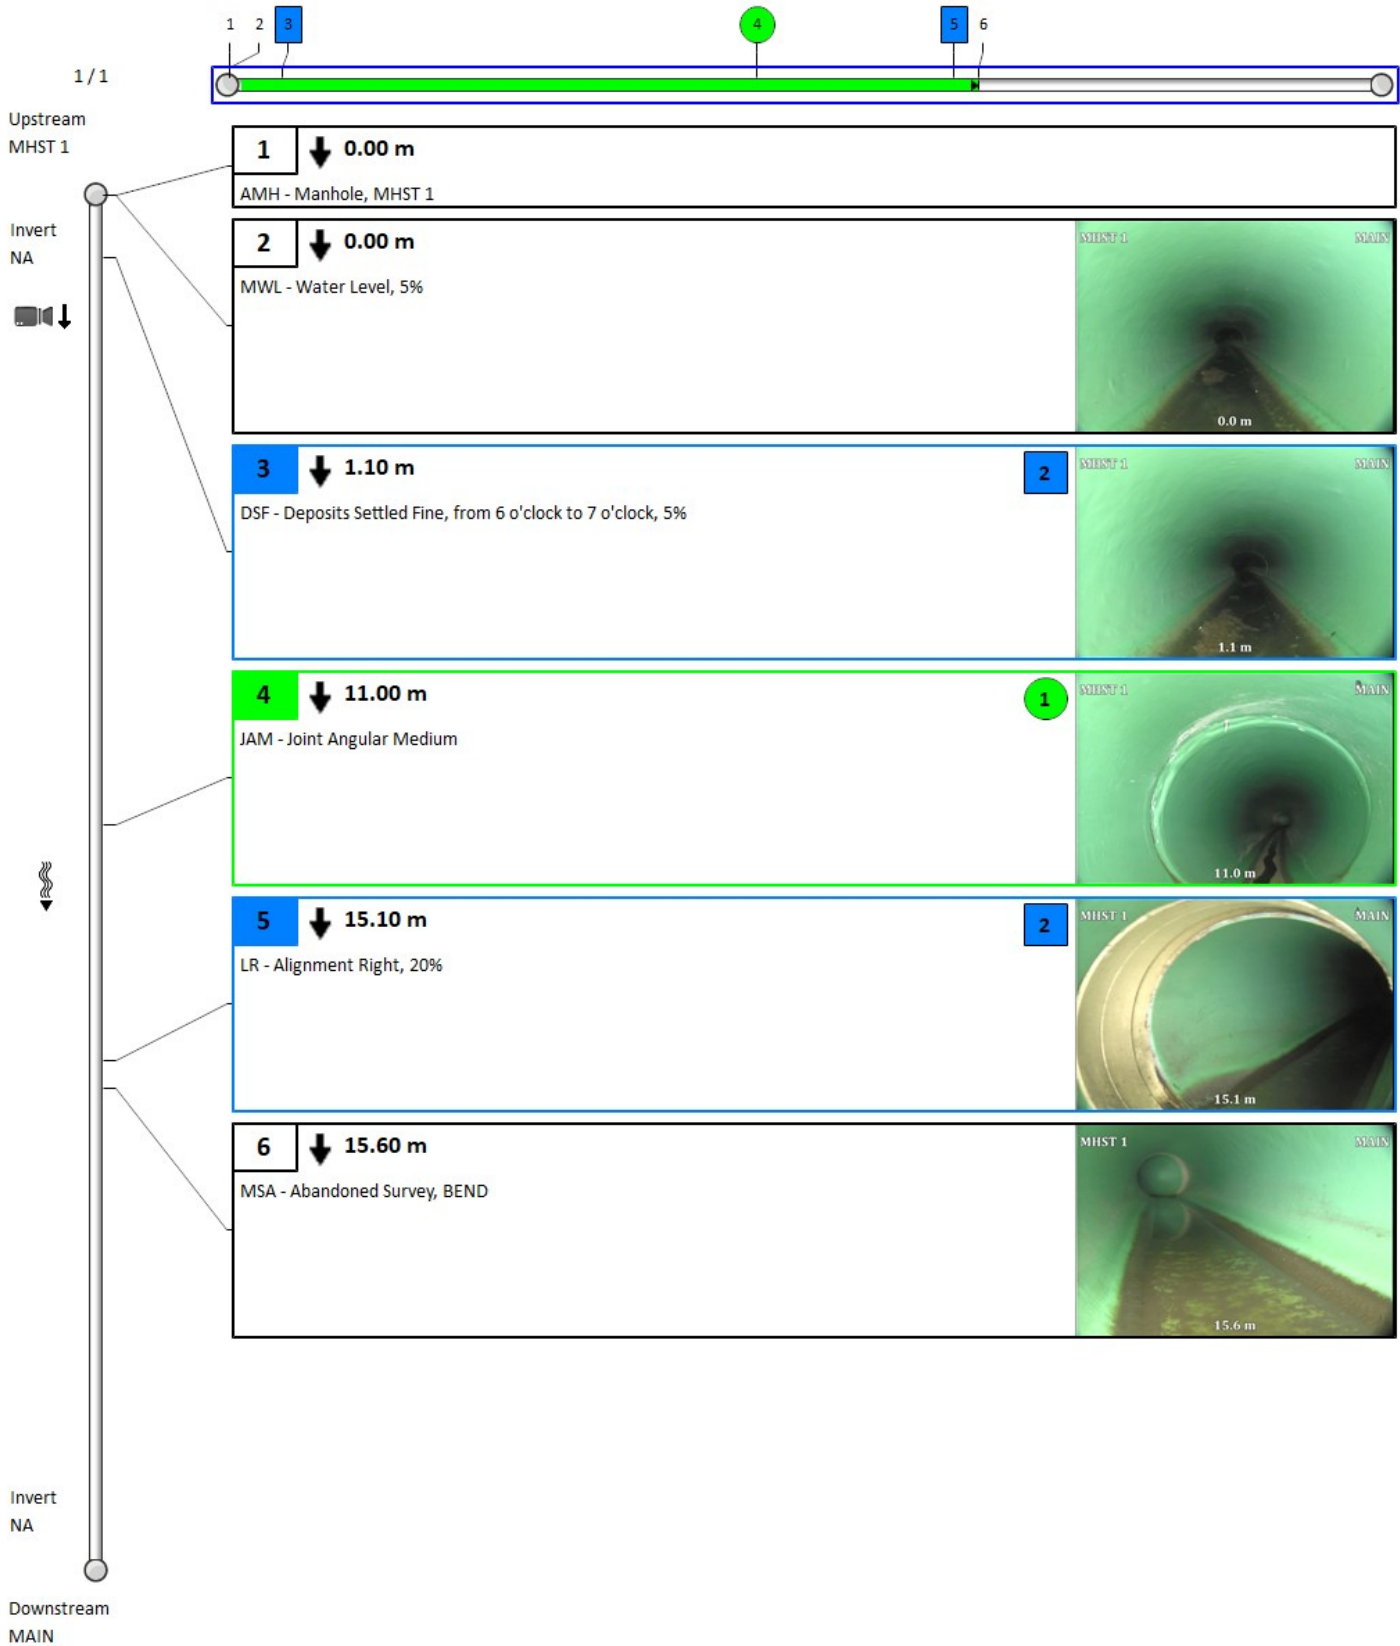 1 2 3 4 5 6
1 / 1
Upstream
MHST 1
1 0.00 m
AMH - Manhole, MHST 1
Invert
NA
2 0.00 m
MWL - Water Level, 5%
MHST 1 MAIN
0.0 m
3 1.10 m 2
DSF - Deposits Settled Fine, from 6 o'clock to 7 o'clock, 5%
MHST 1 MAIN
1.1 m
4 11.00 m 1
JAM - Joint Angular Medium
MHST 1 MAIN
11.0 m
5 15.10 m 2
LR - Alignment Right, 20%
MHST 1 MAIN
15.1 m
6 15.60 m
MSA - Abandoned Survey, BEND
MHST 1 MAIN
15.6 m
Invert
NA
Downstream
MAIN